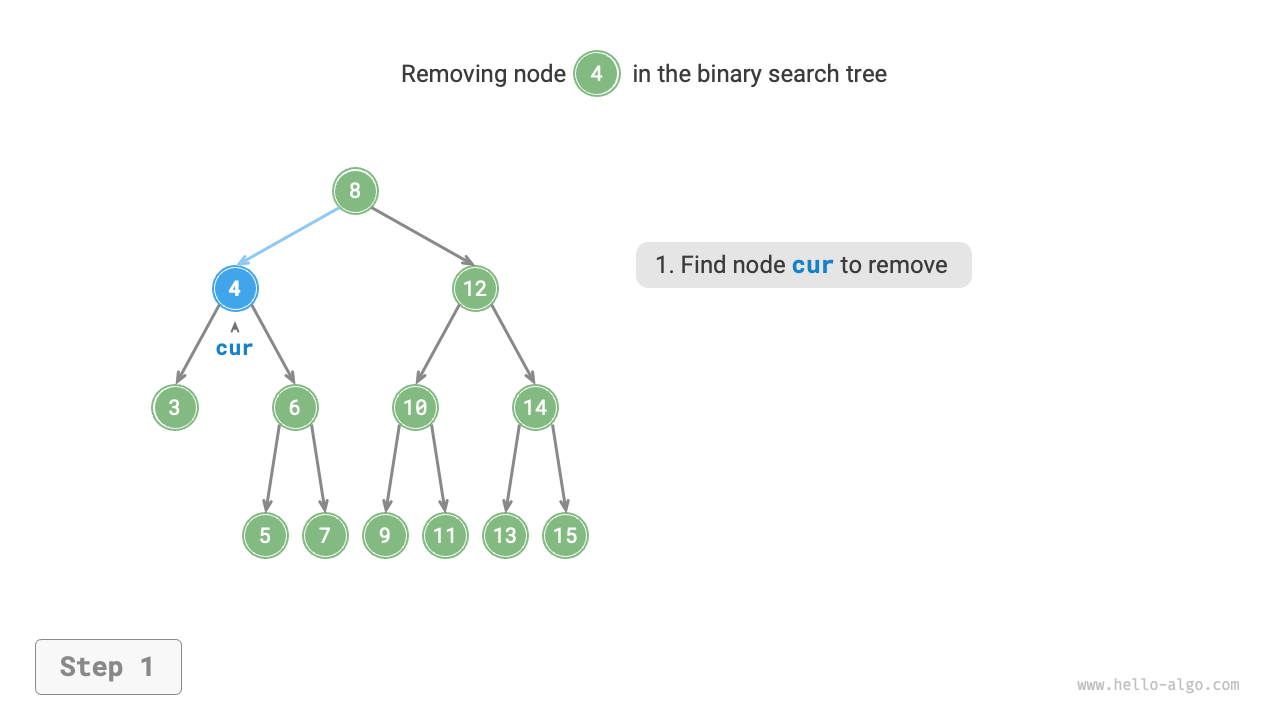 Removing node 4 in the binary search tree
8
1. Find node cur to remove
4 12
cur
3 6 10 14
5 7 9 11 13 15
Step 1
www.hello-algo.com